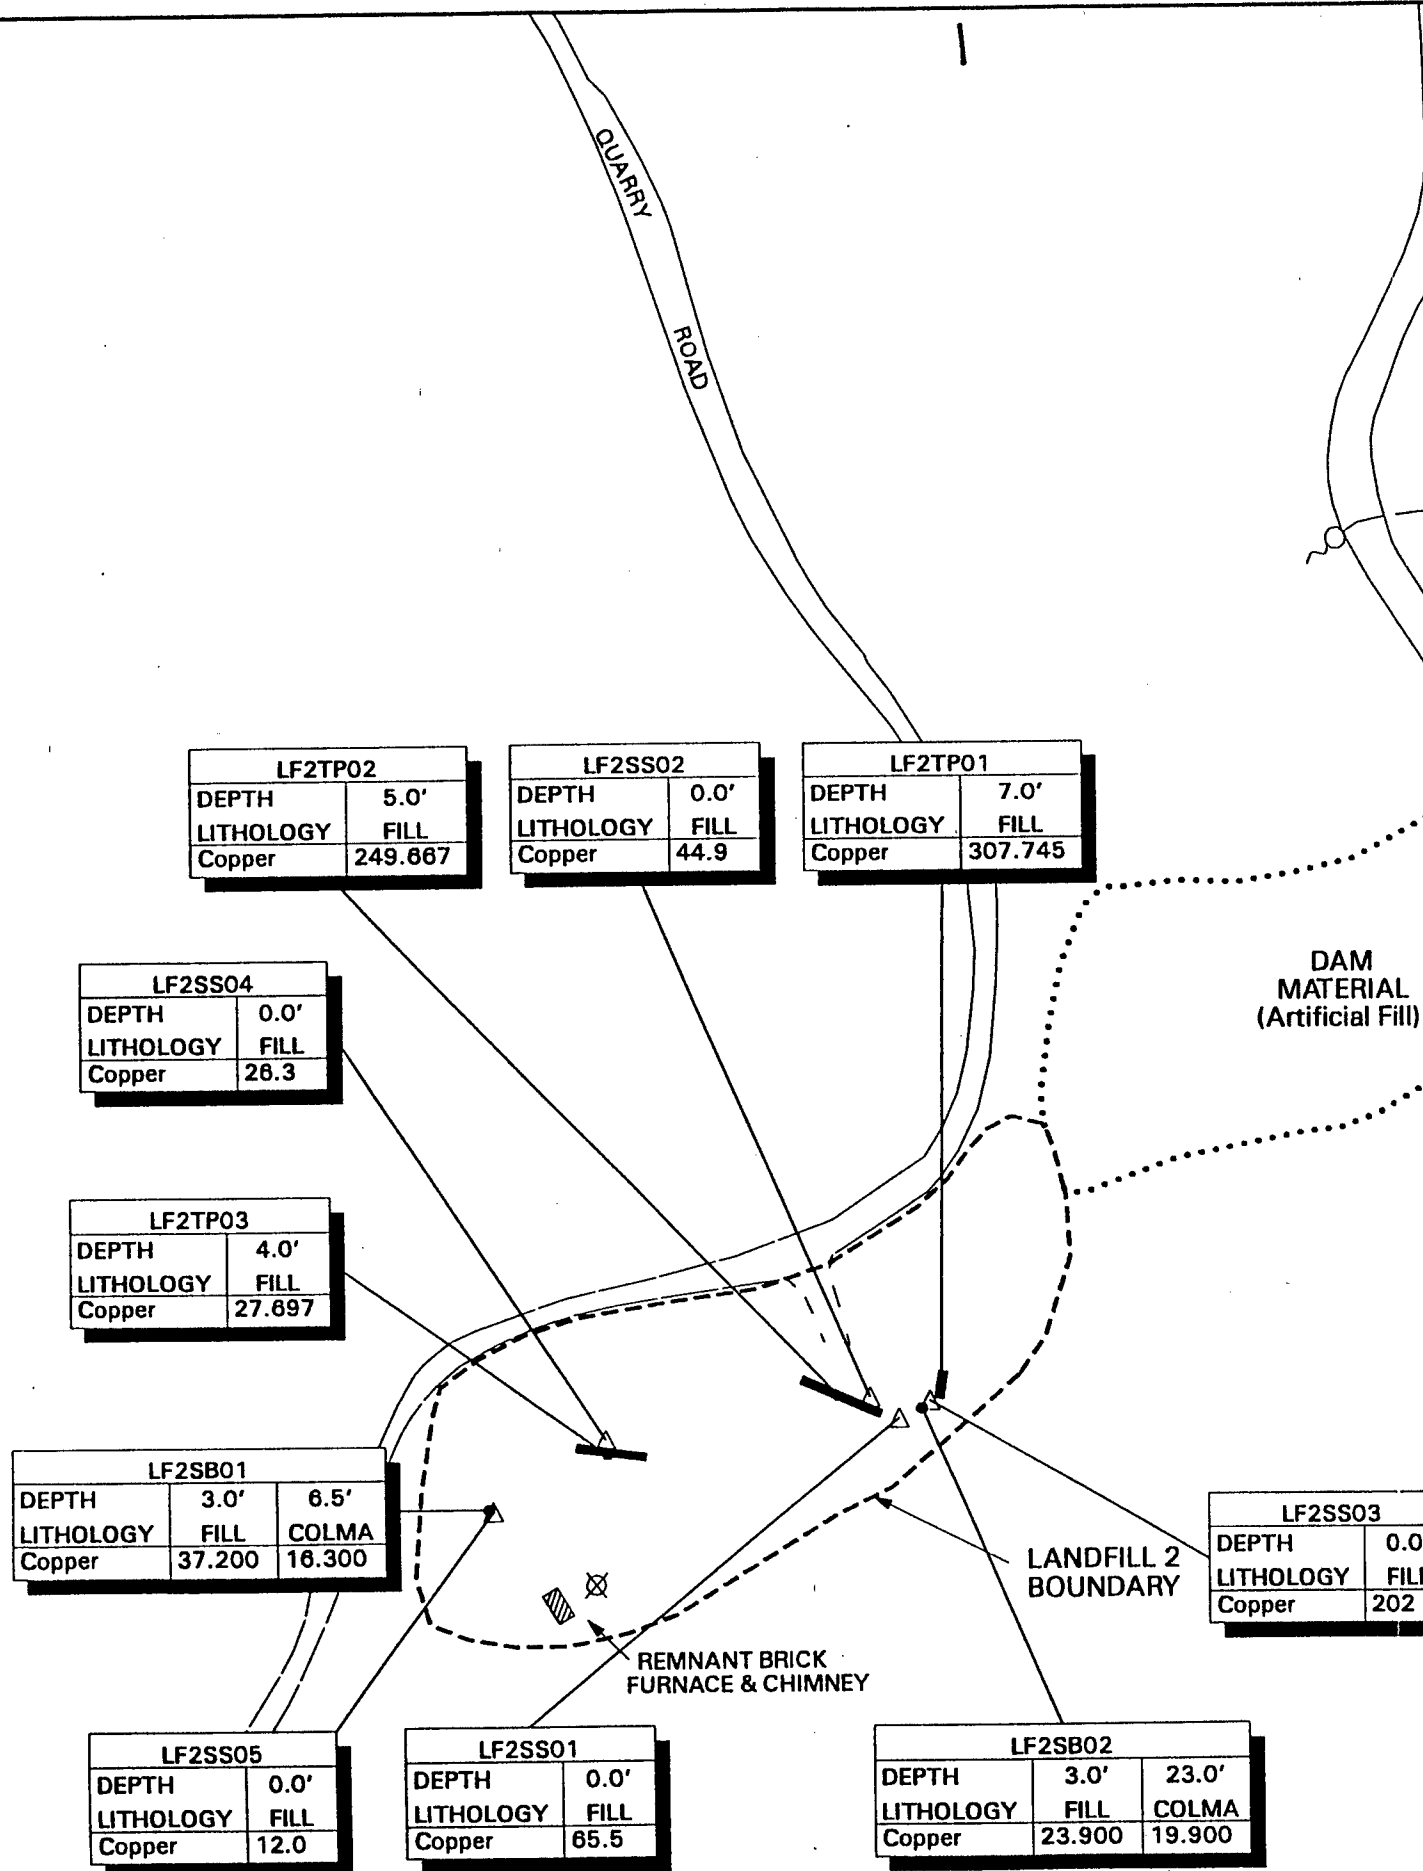 QUARRY
ROAD
LF2TP02
DEPTH 5.0'
LITHOLOGY FILL
Copper 249.667
LF2SS02
DEPTH 0.0'
LITHOLOGY FILL
Copper 44.9
LF2TP01
DEPTH 7.0'
LITHOLOGY FILL
Copper 307.745
DAM
MATERIAL
(Artificial Fill)
LF2SS04
DEPTH 0.0'
LITHOLOGY FILL
Copper 26.3
LF2TP03
DEPTH 4.0'
LITHOLOGY FILL
Copper 27.697
LF2SB01
DEPTH 3.0' 6.5'
LITHOLOGY FILL COLMA
Copper 37.200 16.300
LANDFILL 2
BOUNDARY
LF2SS03
DEPTH 0.0
LITHOLOGY FILL
Copper 202
REMNANT BRICK
FURNACE & CHIMNEY
LF2SS05
DEPTH 0.0'
LITHOLOGY FILL
Copper 12.0
LF2SS01
DEPTH 0.0'
LITHOLOGY FILL
Copper 65.5
LF2SB02
DEPTH 3.0' 23.0'
LITHOLOGY FILL COLMA
Copper 23.900 19.900